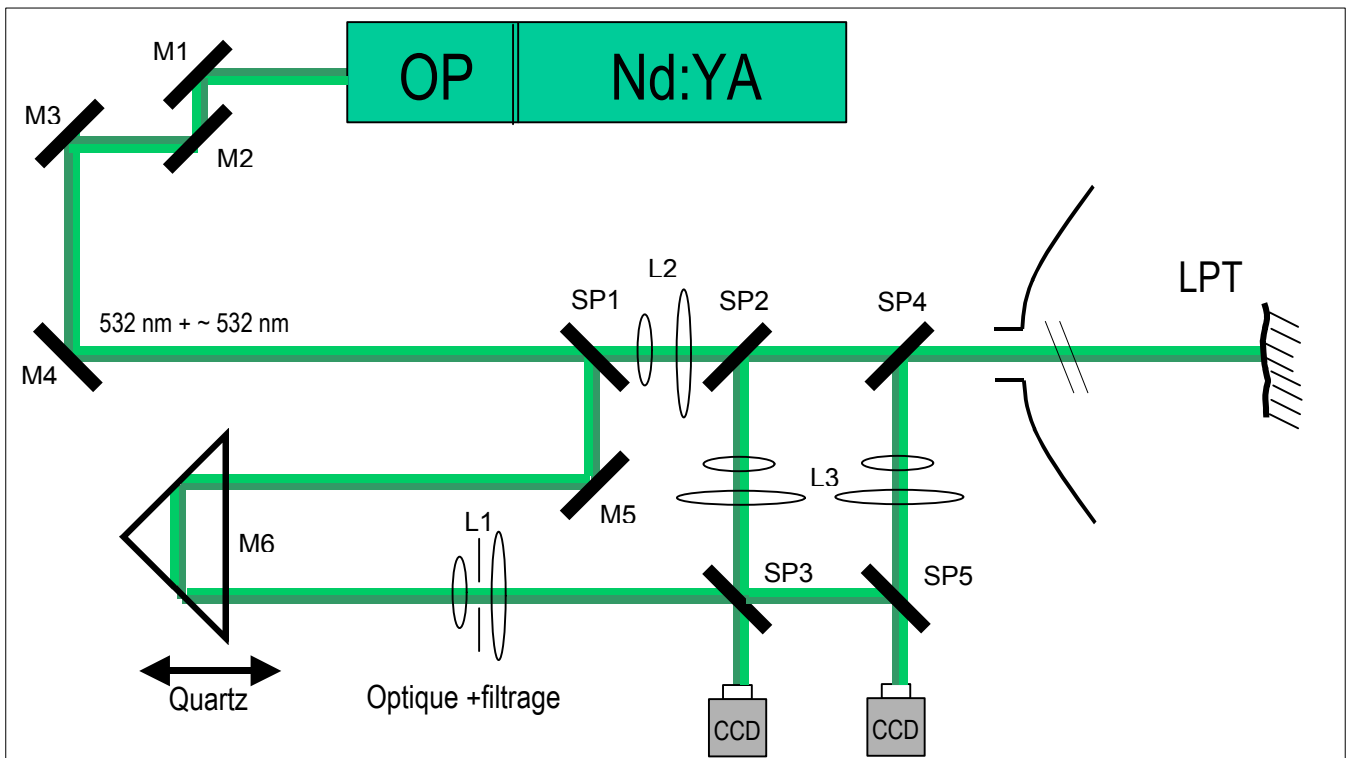 M1
OP
Nd:YA
M3
M2
L2
LPT
SP1
SP2
SP4
532 nm + ~ 532 nm
M4
L3
M5
L1
M6
SP3
SP5
Quartz
Optique +filtrage
CCD
CCD